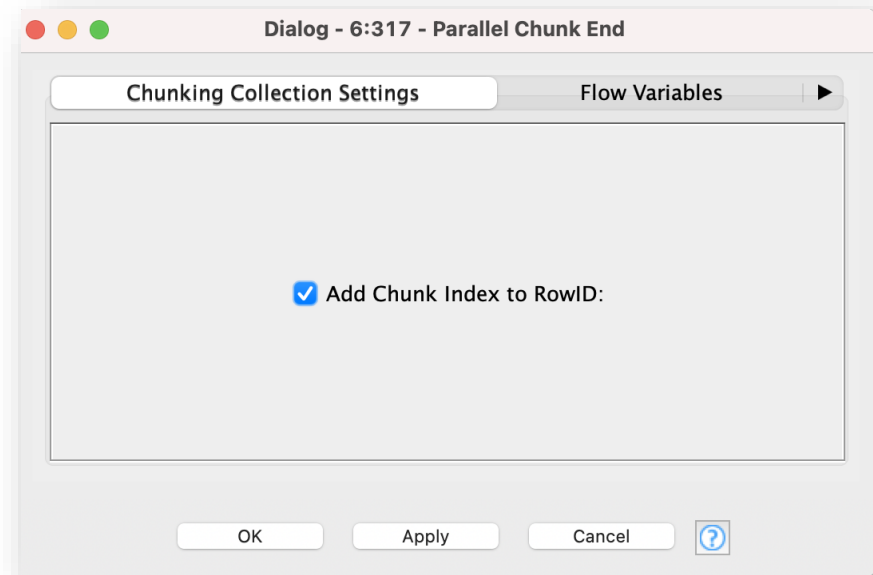 Dialog - 6:317 - Parallel Chunk End
Chunking Collection Settings Flow Variables
Add Chunk Index to RowID:
OK Apply Cancel ?